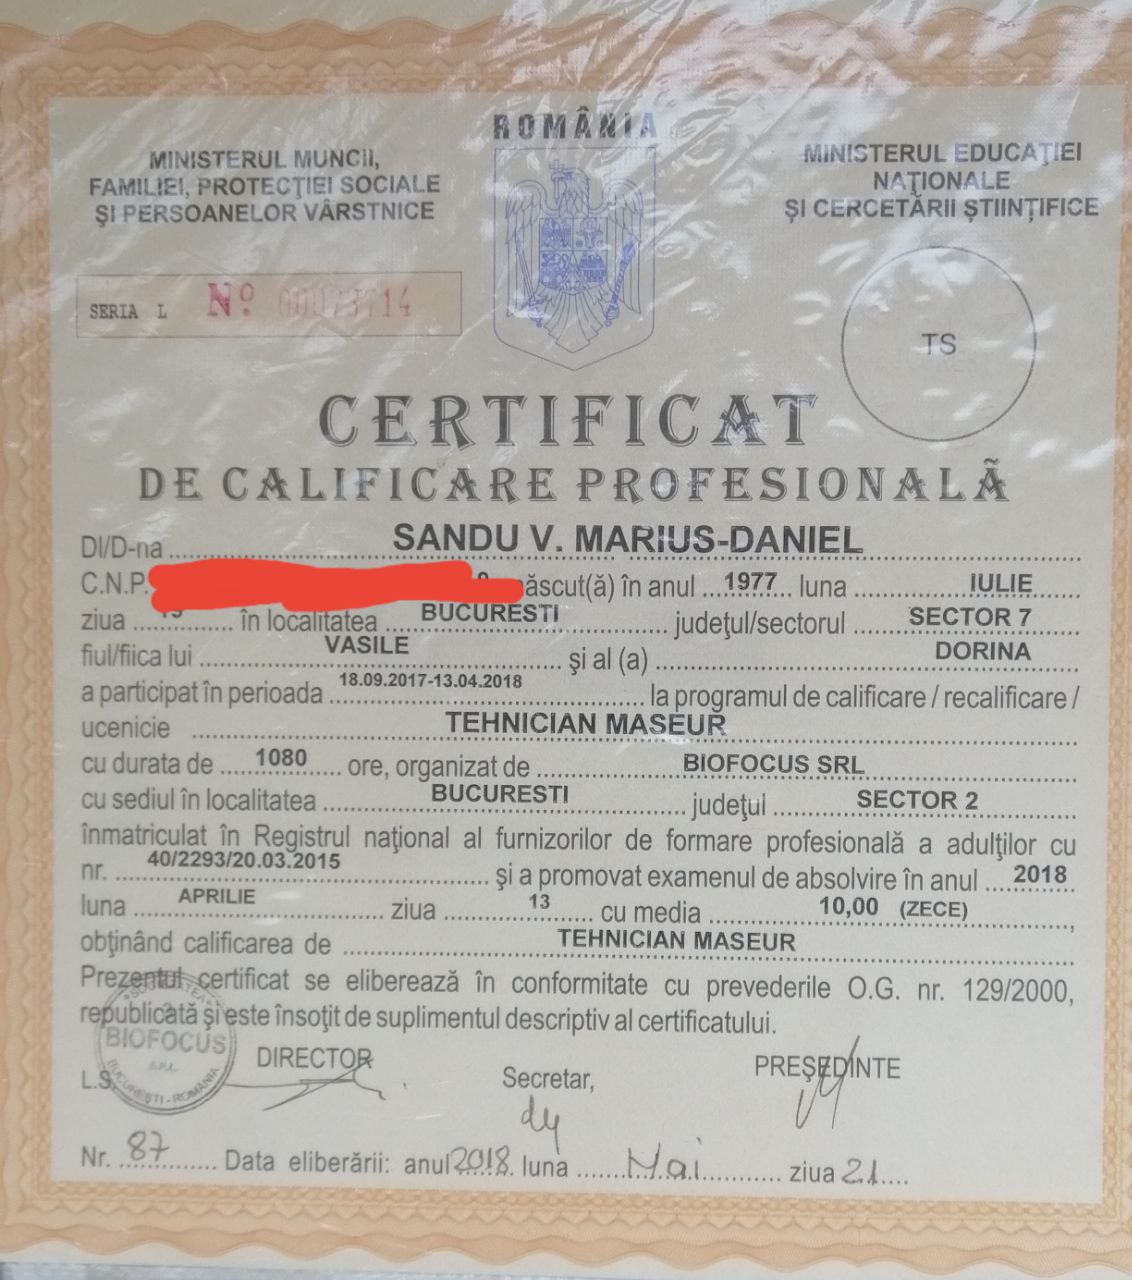 ROMÂNIA
MINISTERUL MUNCII,
FAMILIEI, PROTECŢIEI SOCIALE
ŞI PERSOANELOR VÂRSTNICE
MINISTERUL EDUCAŢIEI
NAŢIONALE
ŞI CERCETĂRII ŞTIINŢIFICE
SERIA L Nº 00073714
TS
CERTIFICAT
DE CALIFICARE PROFESIONALÃ
Dl/D-na SANDU V. MARIUS-DANIEL
C.N.P. născut(ă) în anul 1977 luna IULIE
ziua în localitatea BUCURESTI judeţul/sectorul SECTOR 7
fiul/fiica lui VASILE şi al (a) DORINA
a participat în perioada 18.09.2017-13.04.2018 la programul de calificare / recalificare /
ucenicie TEHNICIAN MASEUR
cu durata de 1080 ore, organizat de BIOFOCUS SRL
cu sediul în localitatea BUCURESTI judeţul SECTOR 2
înmatriculat în Registrul naţional al furnizorilor de formare profesională a adulţilor cu
nr. 40/2293/20.03.2015 şi a promovat examenul de absolvire în anul 2018
luna APRILIE ziua 13 cu media 10,00 (ZECE),
obţinând calificarea de TEHNICIAN MASEUR
Prezentul certificat se eliberează în conformitate cu prevederile O.G. nr. 129/2000,
republicată şi este însoţit de suplimentul descriptiv al certificatului.
SOCIETATEA
BIOFOCUS
S.R.L.
BUCUREŞTI - ROMÂNIA
L.S. DIRECTOR Secretar, PREŞEDINTE
Nr. 87 Data eliberării: anul 2018 luna Mai ziua 21